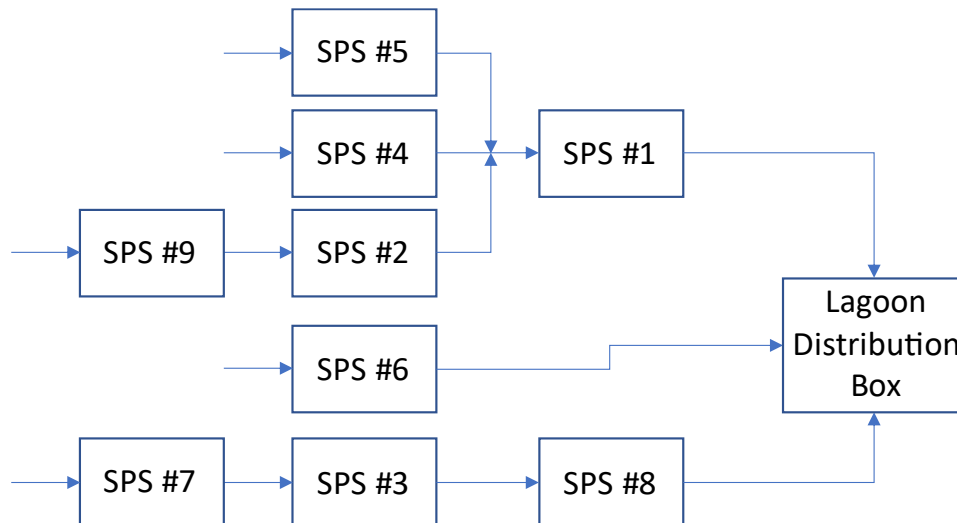 SPS #5
SPS #4
SPS #1
SPS #9
SPS #2
Lagoon
Distribution
Box
SPS #6
SPS #7
SPS #3
SPS #8